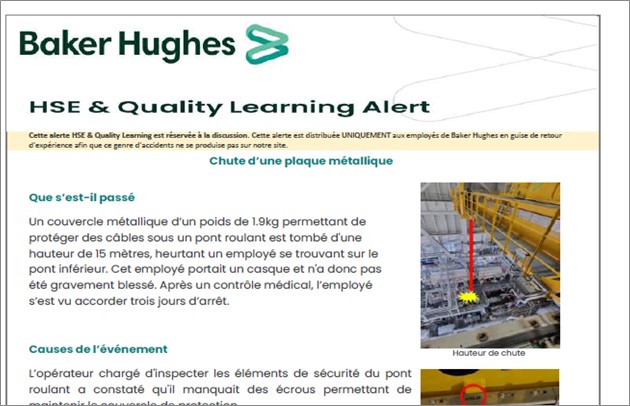 Baker Hughes
HSE & Quality Learning Alert
Cette alerte HSE & Quality Learning est réservée à la discussion. Cette alerte est distribuée UNIQUEMENT aux employés de Baker Hughes en guise de retour
d'expérience afin que ce genre d'accidents ne se produise pas sur notre site.
Chute d'une plaque métallique
Que s'est-il passé
Un couvercle métallique d'un poids de 1.9kg permettant de
protéger des câbles sous un pont roulant est tombé d'une
hauteur de 15 mètres, heurtant un employé se trouvant sur le
pont inférieur. Cet employé portait un casque et n'a donc pas
été gravement blessé. Après un contrôle médical, l'employé
s'est vu accorder trois jours d'arrêt.
Hauteur de chute
Causes de l'événement
L'opérateur chargé d'inspecter les éléments de sécurité du pont
roulant a constaté qu'il manquait des écrous permettant de
maintenir le couvercle de protection